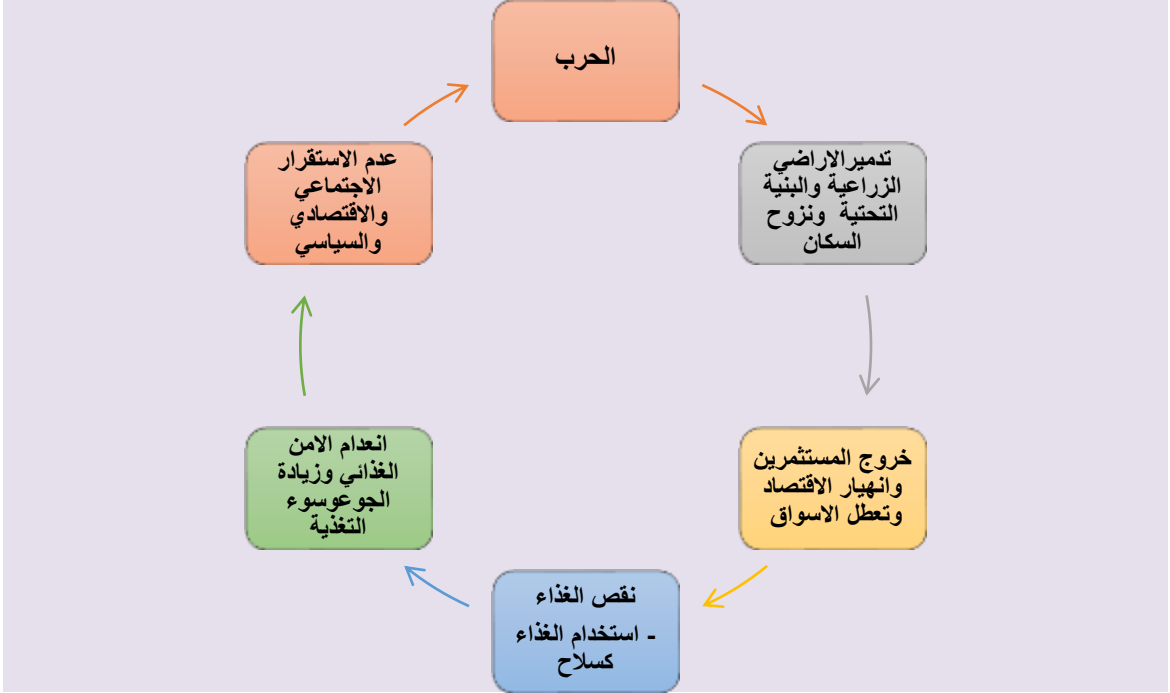 الحرب
تدميرالاراضي
الزراعية والبنية
التحتية ونزوح
السكان
خروج المستثمرين
وانهيار الاقتصاد
وتعطل الاسواق
نقص الغذاء
- استخدام الغذاء
كسلاح
انعدام الامن
الغذائي وزيادة
الجوعوسوء
التغذية
عدم الاستقرار
الاجتماعي
والاقتصادي
والسياسي